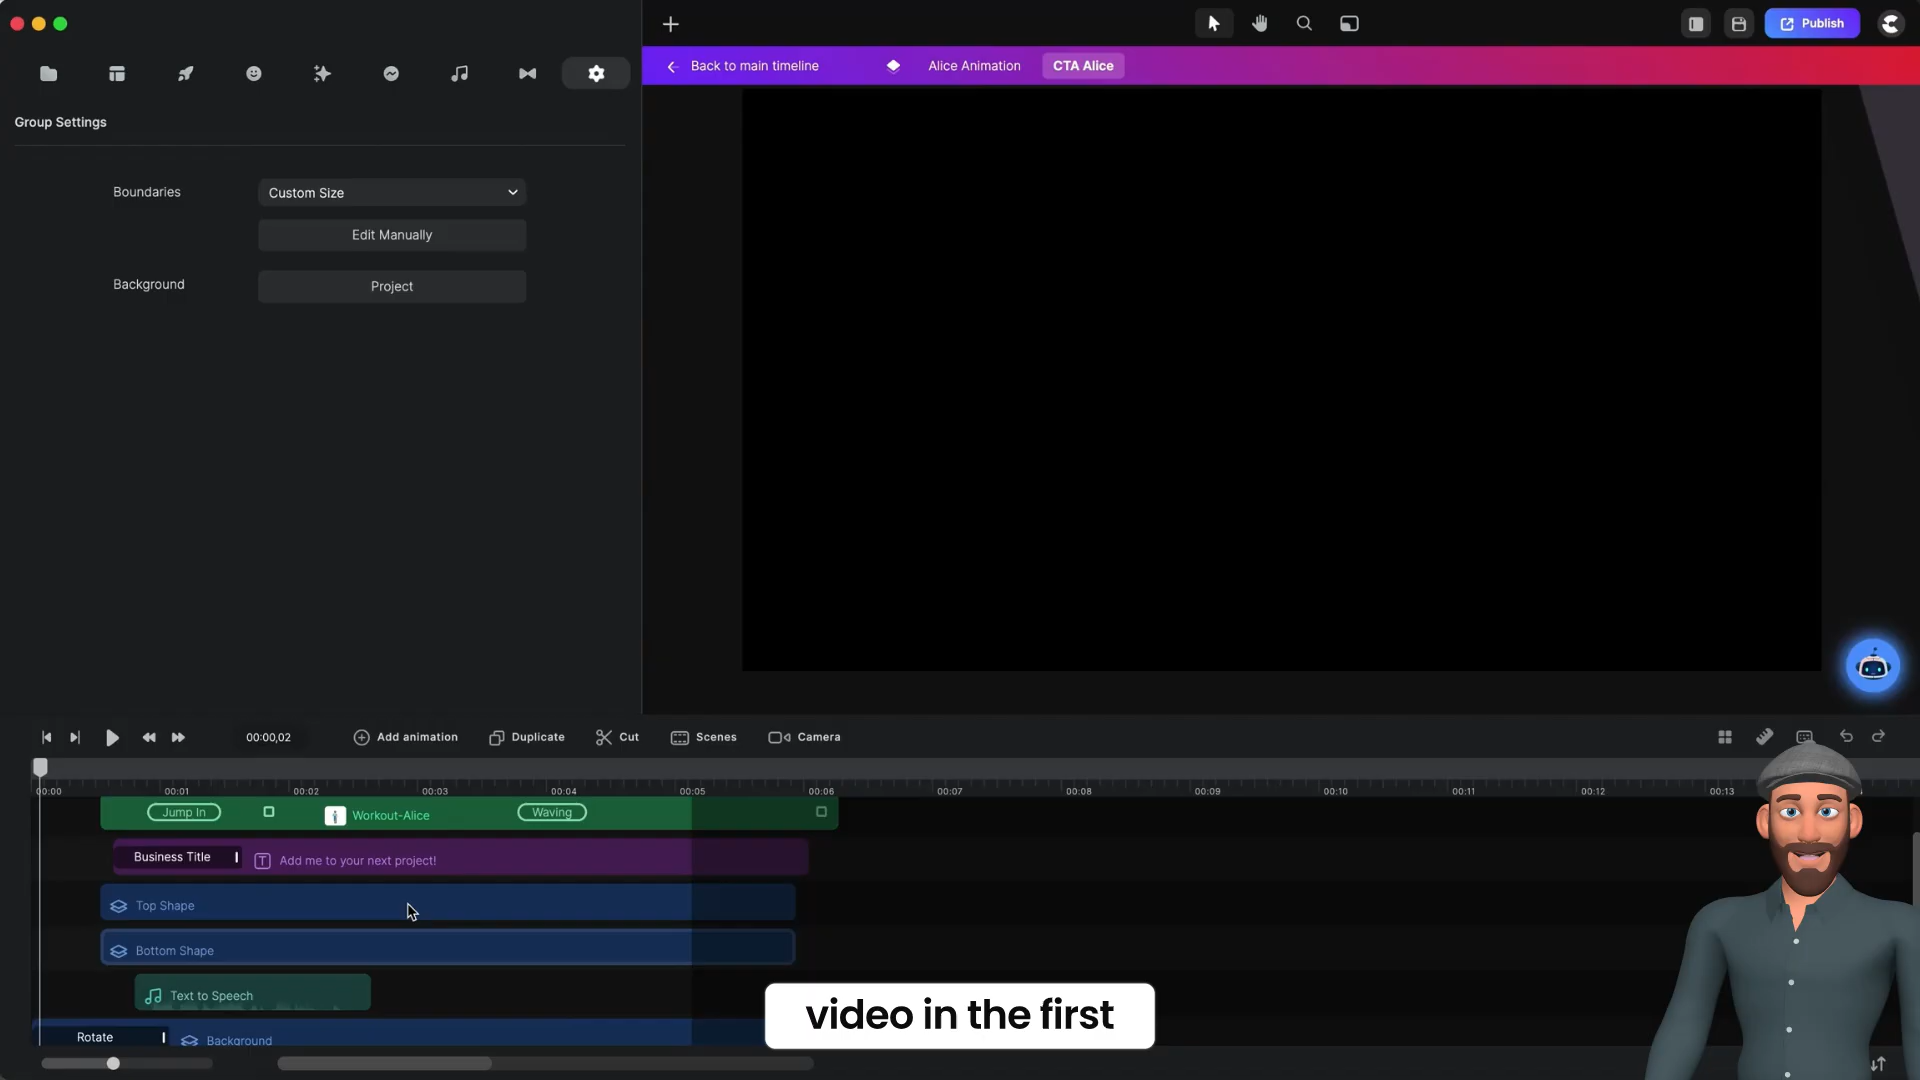 Publish
Back to main timeline
Alice Animation
CTA Alice
Group Settings
Boundaries
Custom Size
Edit Manually
Background
Project
00:00,02
Add animation
Duplicate
Cut
Scenes
Camera
00:00
00:01
00:02
00:03
00:04
00:05
00:06
00:07
00:08
00:09
00:10
00:11
00:12
00:13
Jump In
Workout-Alice
Waving
Business Title
Add me to your next project!
Top Shape
Bottom Shape
Text to Speech
Rotate
Background
video in the first